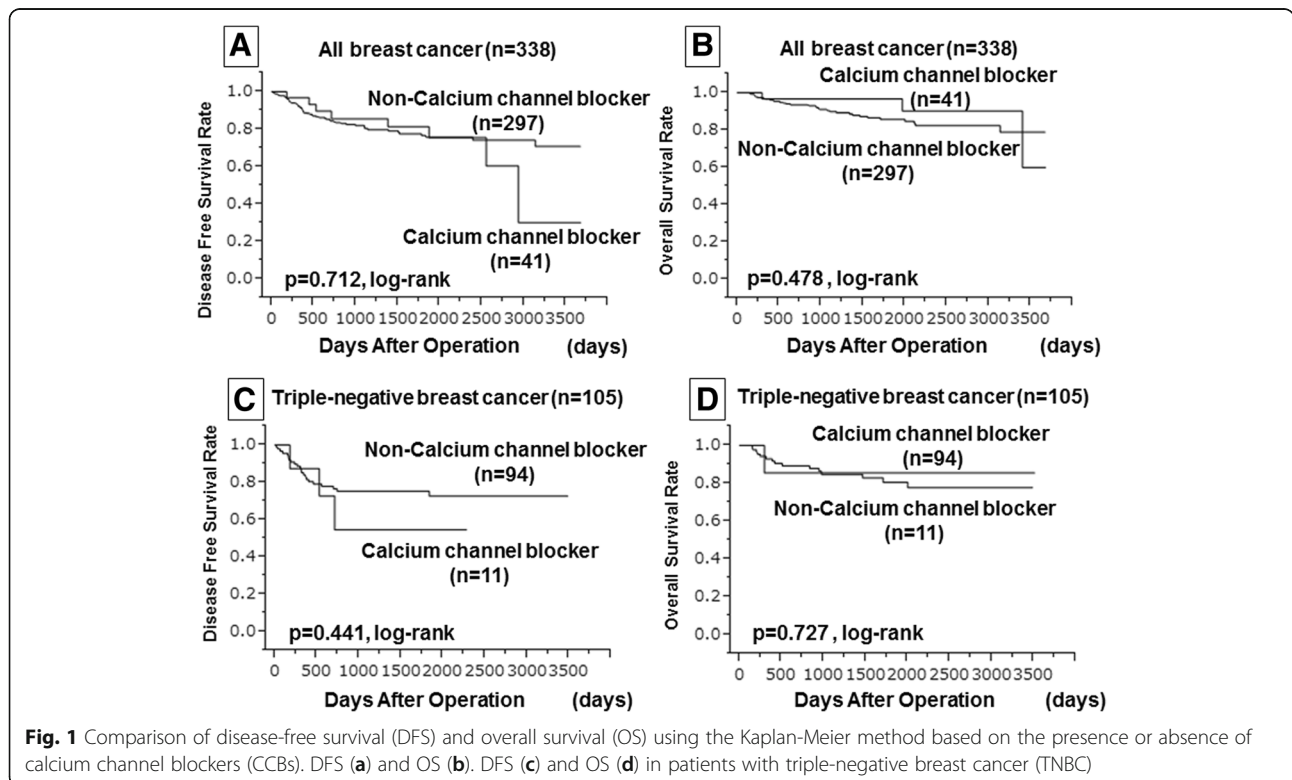 A
All breast cancer (n=338)
Disease Free Survival Rate
1.0
0.8
0.6
0.4
0.2
0.0
Non-Calcium channel blocker
(n=297)
Calcium channel blocker
(n=41)
p=0.712, log-rank
0 500 1000 1500 2000 2500 3000 3500
Days After Operation (days)
B
All breast cancer (n=338)
Overall Survival Rate
1.0
0.8
0.6
0.4
0.2
0.0
Calcium channel blocker
(n=41)
Non-Calcium channel blocker
(n=297)
p=0.478, log-rank
0 500 1000 1500 2000 2500 3000 3500
Days After Operation (days)
C
Triple-negative breast cancer (n=105)
Disease Free Survival Rate
1.0
0.8
0.6
0.4
0.2
0.0
Non-Calcium channel blocker
(n=94)
Calcium channel blocker
(n=11)
p=0.441, log-rank
0 500 1000 1500 2000 2500 3000 3500
Days After Operation (days)
D
Triple-negative breast cancer (n=105)
Overall Survival Rate
1.0
0.8
0.6
0.4
0.2
0.0
Calcium channel blocker
(n=94)
Non-Calcium channel blocker
(n=11)
p=0.727, log-rank
0 500 1000 1500 2000 2500 3000 3500
Days After Operation (days)
Fig. 1 Comparison of disease-free survival (DFS) and overall survival (OS) using the Kaplan-Meier method based on the presence or absence of
calcium channel blockers (CCBs). DFS (a) and OS (b). DFS (c) and OS (d) in patients with triple-negative breast cancer (TNBC)